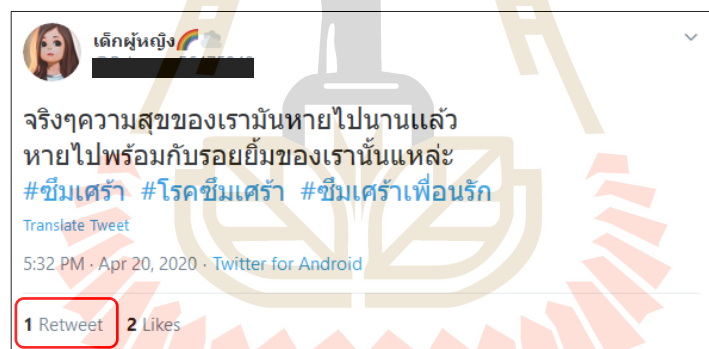 เด็กผู้หญิง🌈☁️
จริงๆความสุขของเรามันหายไปนานแล้ว
หายไปพร้อมกับรอยยิ้มของเรานั้นแหล่ะ
#ซึมเศร้า #โรคซึมเศร้า #ซึมเศร้าเพื่อนรัก
Translate Tweet
5:32 PM · Apr 20, 2020 · Twitter for Android
1 Retweet 2 Likes